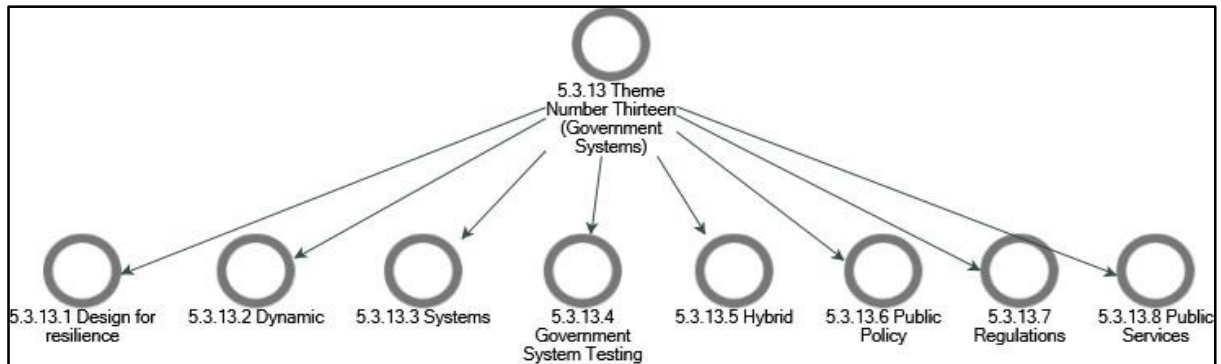 5.3.13 Theme
Number Thirteen
(Government
Systems)
5.3.13.1 Design for
resilience
5.3.13.2 Dynamic
5.3.13.3 Systems
5.3.13.4
Government
System Testing
5.3.13.5 Hybrid
5.3.13.6 Public
Policy
5.3.13.7
Regulations
5.3.13.8 Public
Services